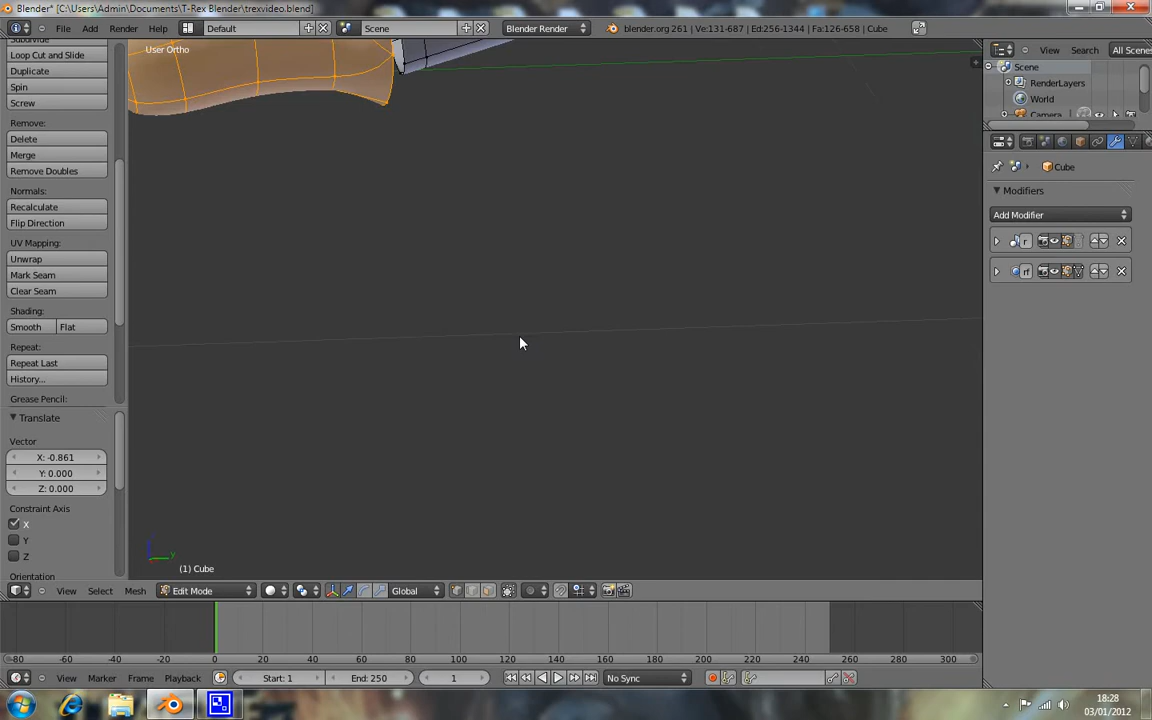 Blender* [C:\Users\Admin\Documents\T-Rex Blender\trexvideo.blend]
File Add Render Help Default Scene Blender Render blender.org 261 | Ve:131-687 | Ed:256-1344 | Fa:126-658 | Cube View Search All Scenes
Loop Cut and Slide
Duplicate
Spin
Screw
Remove:
Delete
Merge
Remove Doubles
Normals:
Recalculate
Flip Direction
UV Mapping:
Unwrap
Mark Seam
Clear Seam
Shading:
Smooth Flat
Repeat:
Repeat Last
History...
Grease Pencil:
Translate
Vector
X: -0.861
Y: 0.000
Z: 0.000
Constraint Axis
X
Y
Z
Orientation
User Ortho
y
(1) Cube
View Select Mesh Edit Mode Global
Scene
RenderLayers
World
Camera
Cube
Modifiers
Add Modifier
r
rf
-80 -60 -40 -20 0 20 40 60 80 100 120 140 160 180 200 220 240 260 280 300
View Marker Frame Playback Start: 1 End: 250 1 No Sync
18:28
03/01/2012